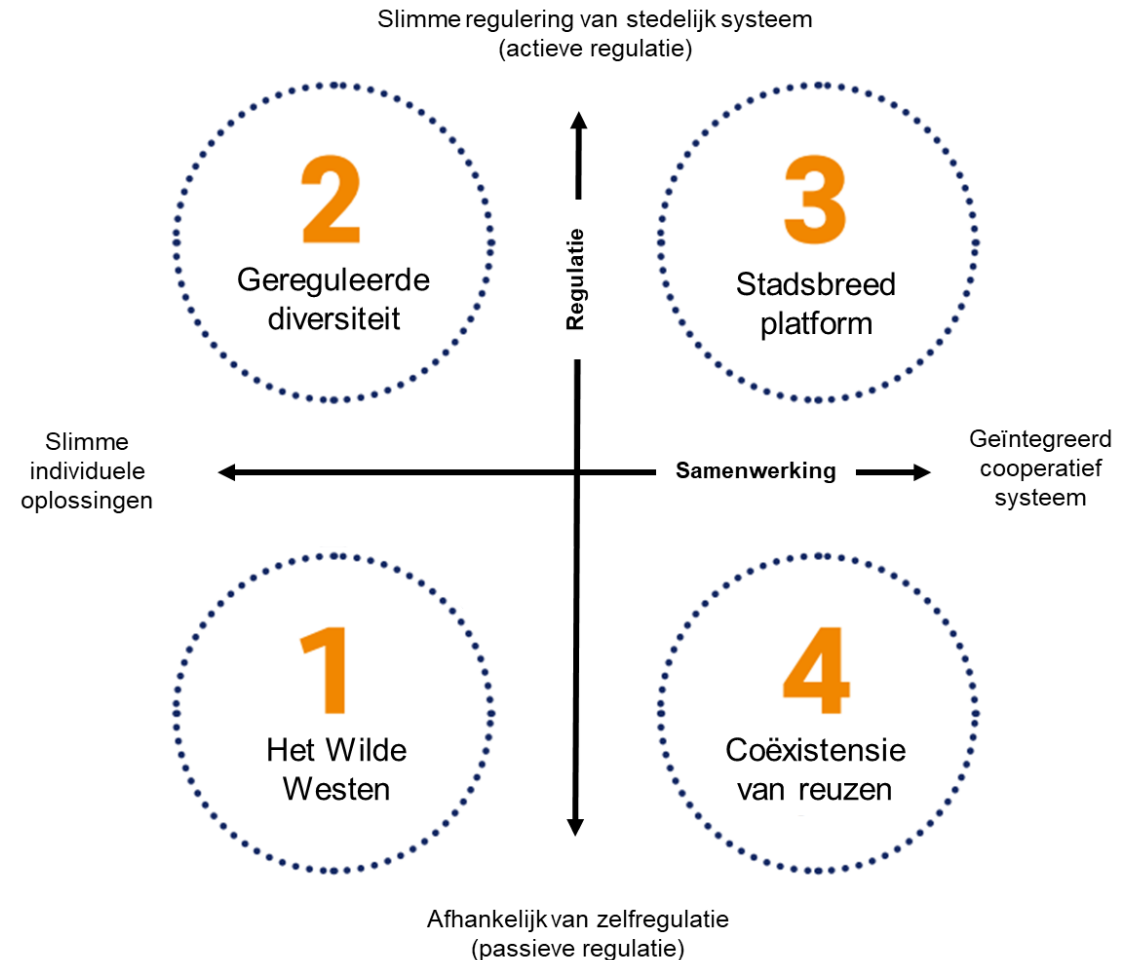 Slimme regulering van stedelijk systeem
(actieve regulatie)
2
Gereguleerde
diversiteit
Regulatie
3
Stadsbreed
platform
Slimme
individuele
oplossingen
Samenwerking
Geïntegreerd
cooperatief
systeem
1
Het Wilde
Westen
4
Coëxistensie
van reuzen
Afhankelijk van zelfregulatie
(passieve regulatie)